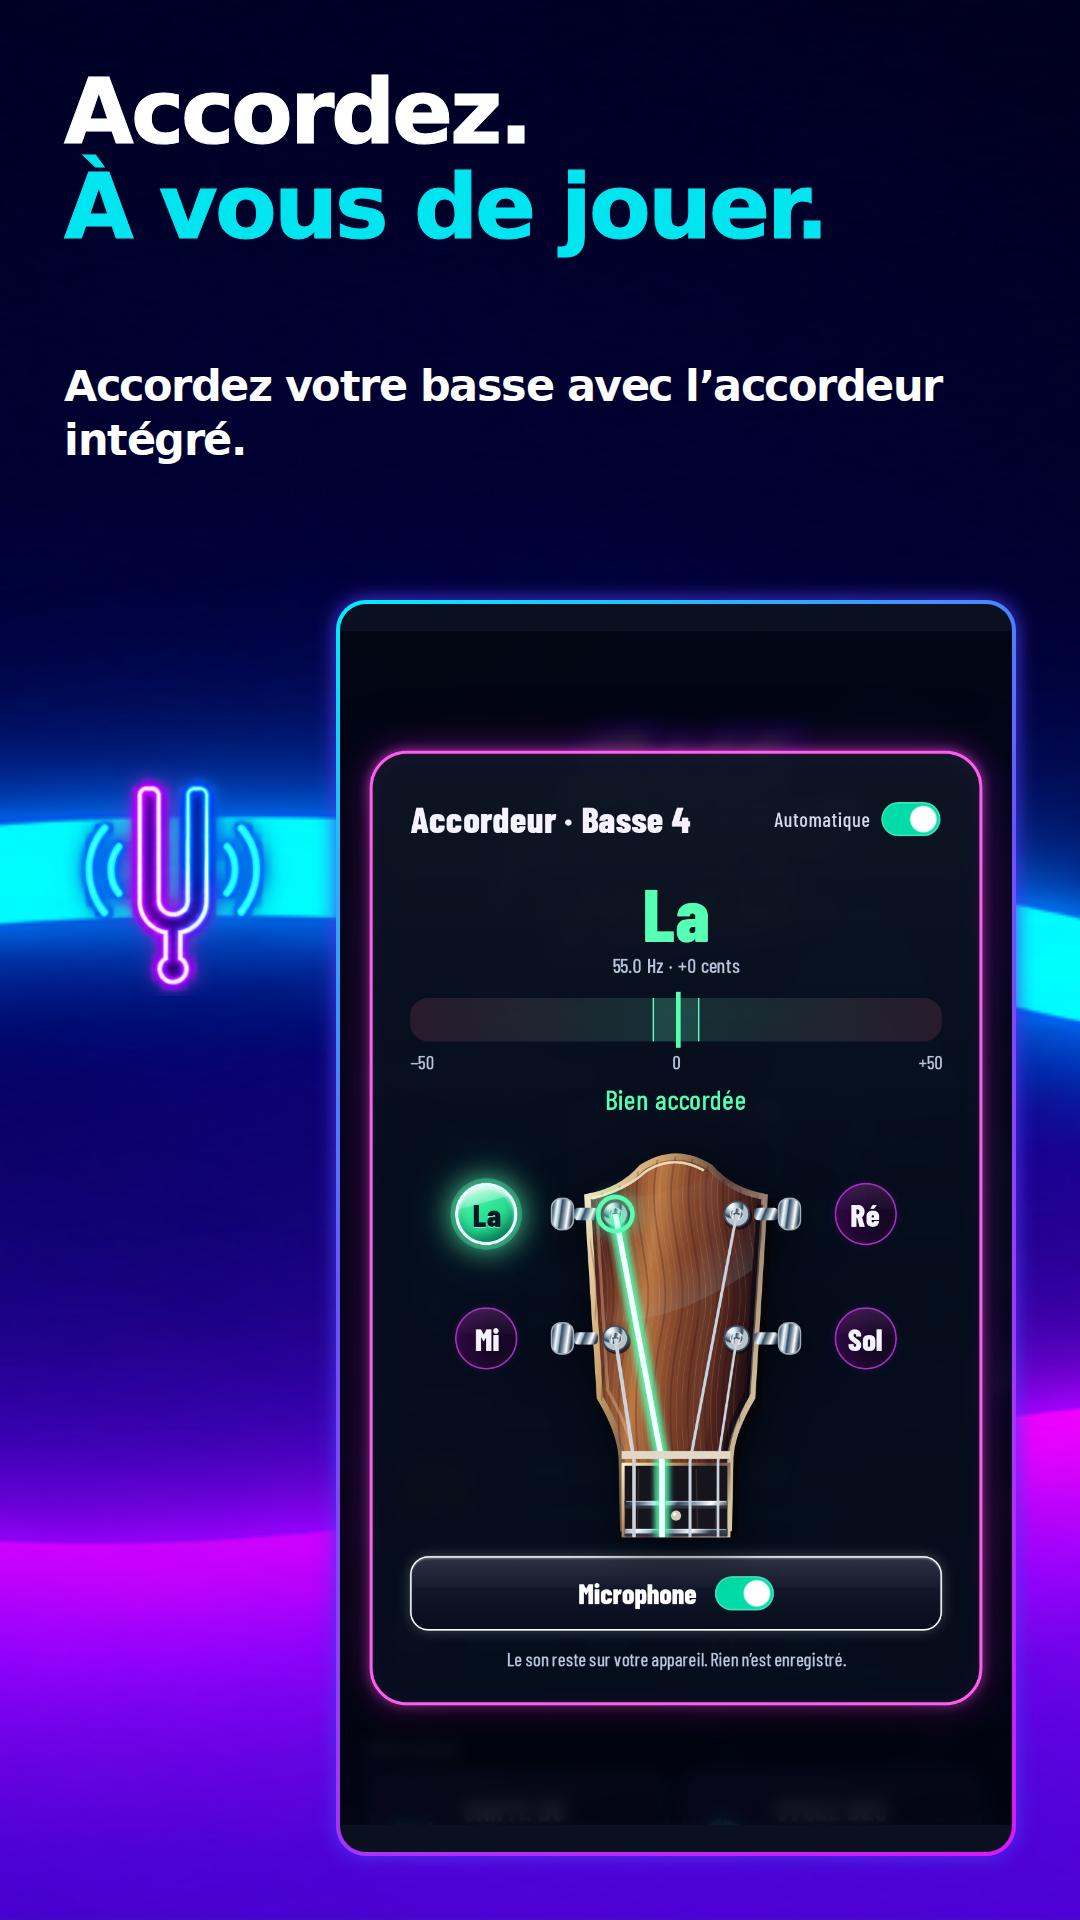 Accordez.
À vous de jouer.
Accordez votre basse avec l’accordeur
intégré.
Accordeur · Basse 4
Automatique
La
55.0 Hz · +0 cents
−50
0
+50
Bien accordée
La
Ré
Mi
Sol
Microphone
Le son reste sur votre appareil. Rien n’est enregistré.